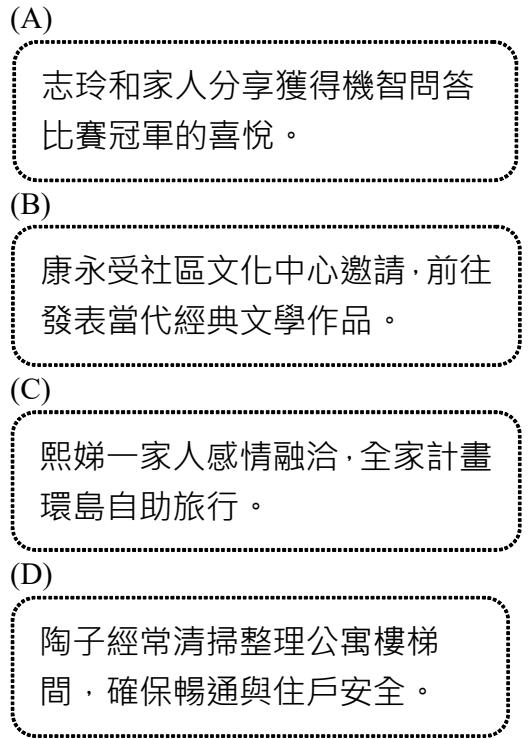 (A)
志玲和家人分享獲得機智問答
比賽冠軍的喜悅。
(B)
康永受社區文化中心邀請，前往
發表當代經典文學作品。
(C)
熙娣一家人感情融洽，全家計畫
環島自助旅行。
(D)
陶子經常清掃整理公寓樓梯
間，確保暢通與住戶安全。